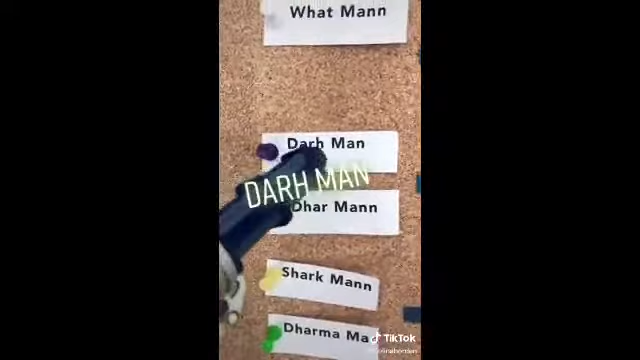 What Mann
Darh Man
DARH MAN
Dhar Mann
Shark Mann
Dharma Ma
TikTok